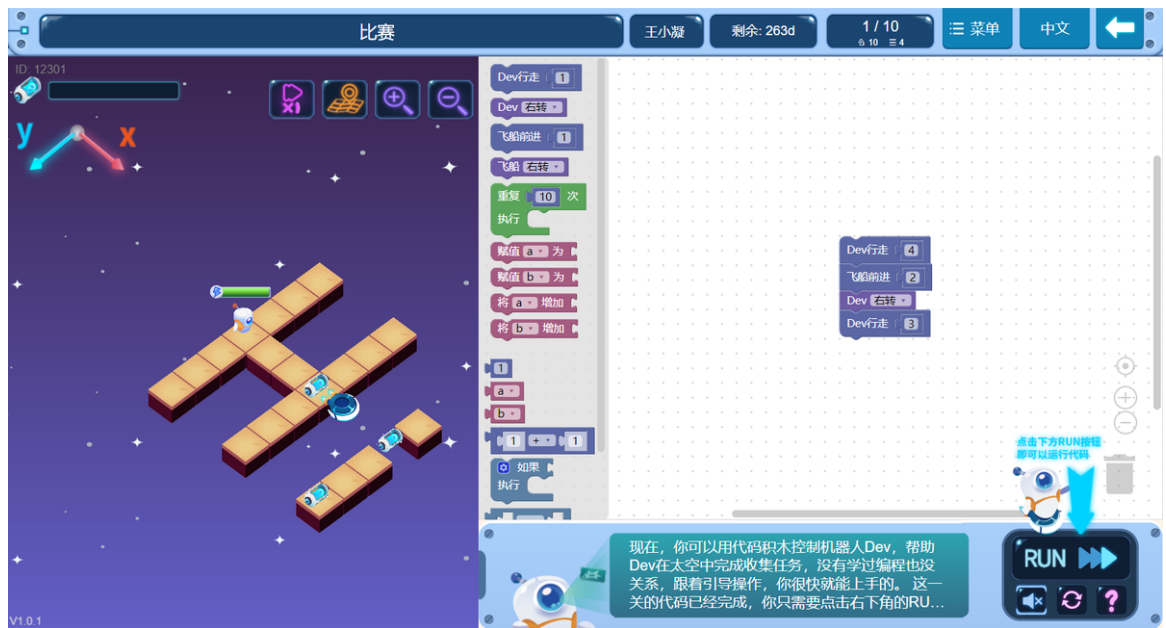 比赛
王小凝
剩余: 263d
1 / 10
10 4
菜单
中文
ID: 12301
X1
y
x
V1.0.1
Dev行走 1
Dev 右转
飞船前进 1
飞船 右转
重复 10 次
执行
赋值 a 为
赋值 b 为
将 a 增加
将 b 增加
1
a
b
1 + 1
如果
执行
Dev行走 4
飞船前进 2
Dev 右转
Dev行走 3
点击下方RUN按钮
即可以运行代码
现在，你可以用代码积木控制机器人Dev，帮助
Dev在太空中完成收集任务，没有学过编程也没
关系，跟着引导操作，你很快就能上手的。 这一
关的代码已经完成，你只需要点击右下角的RU...
RUN
?